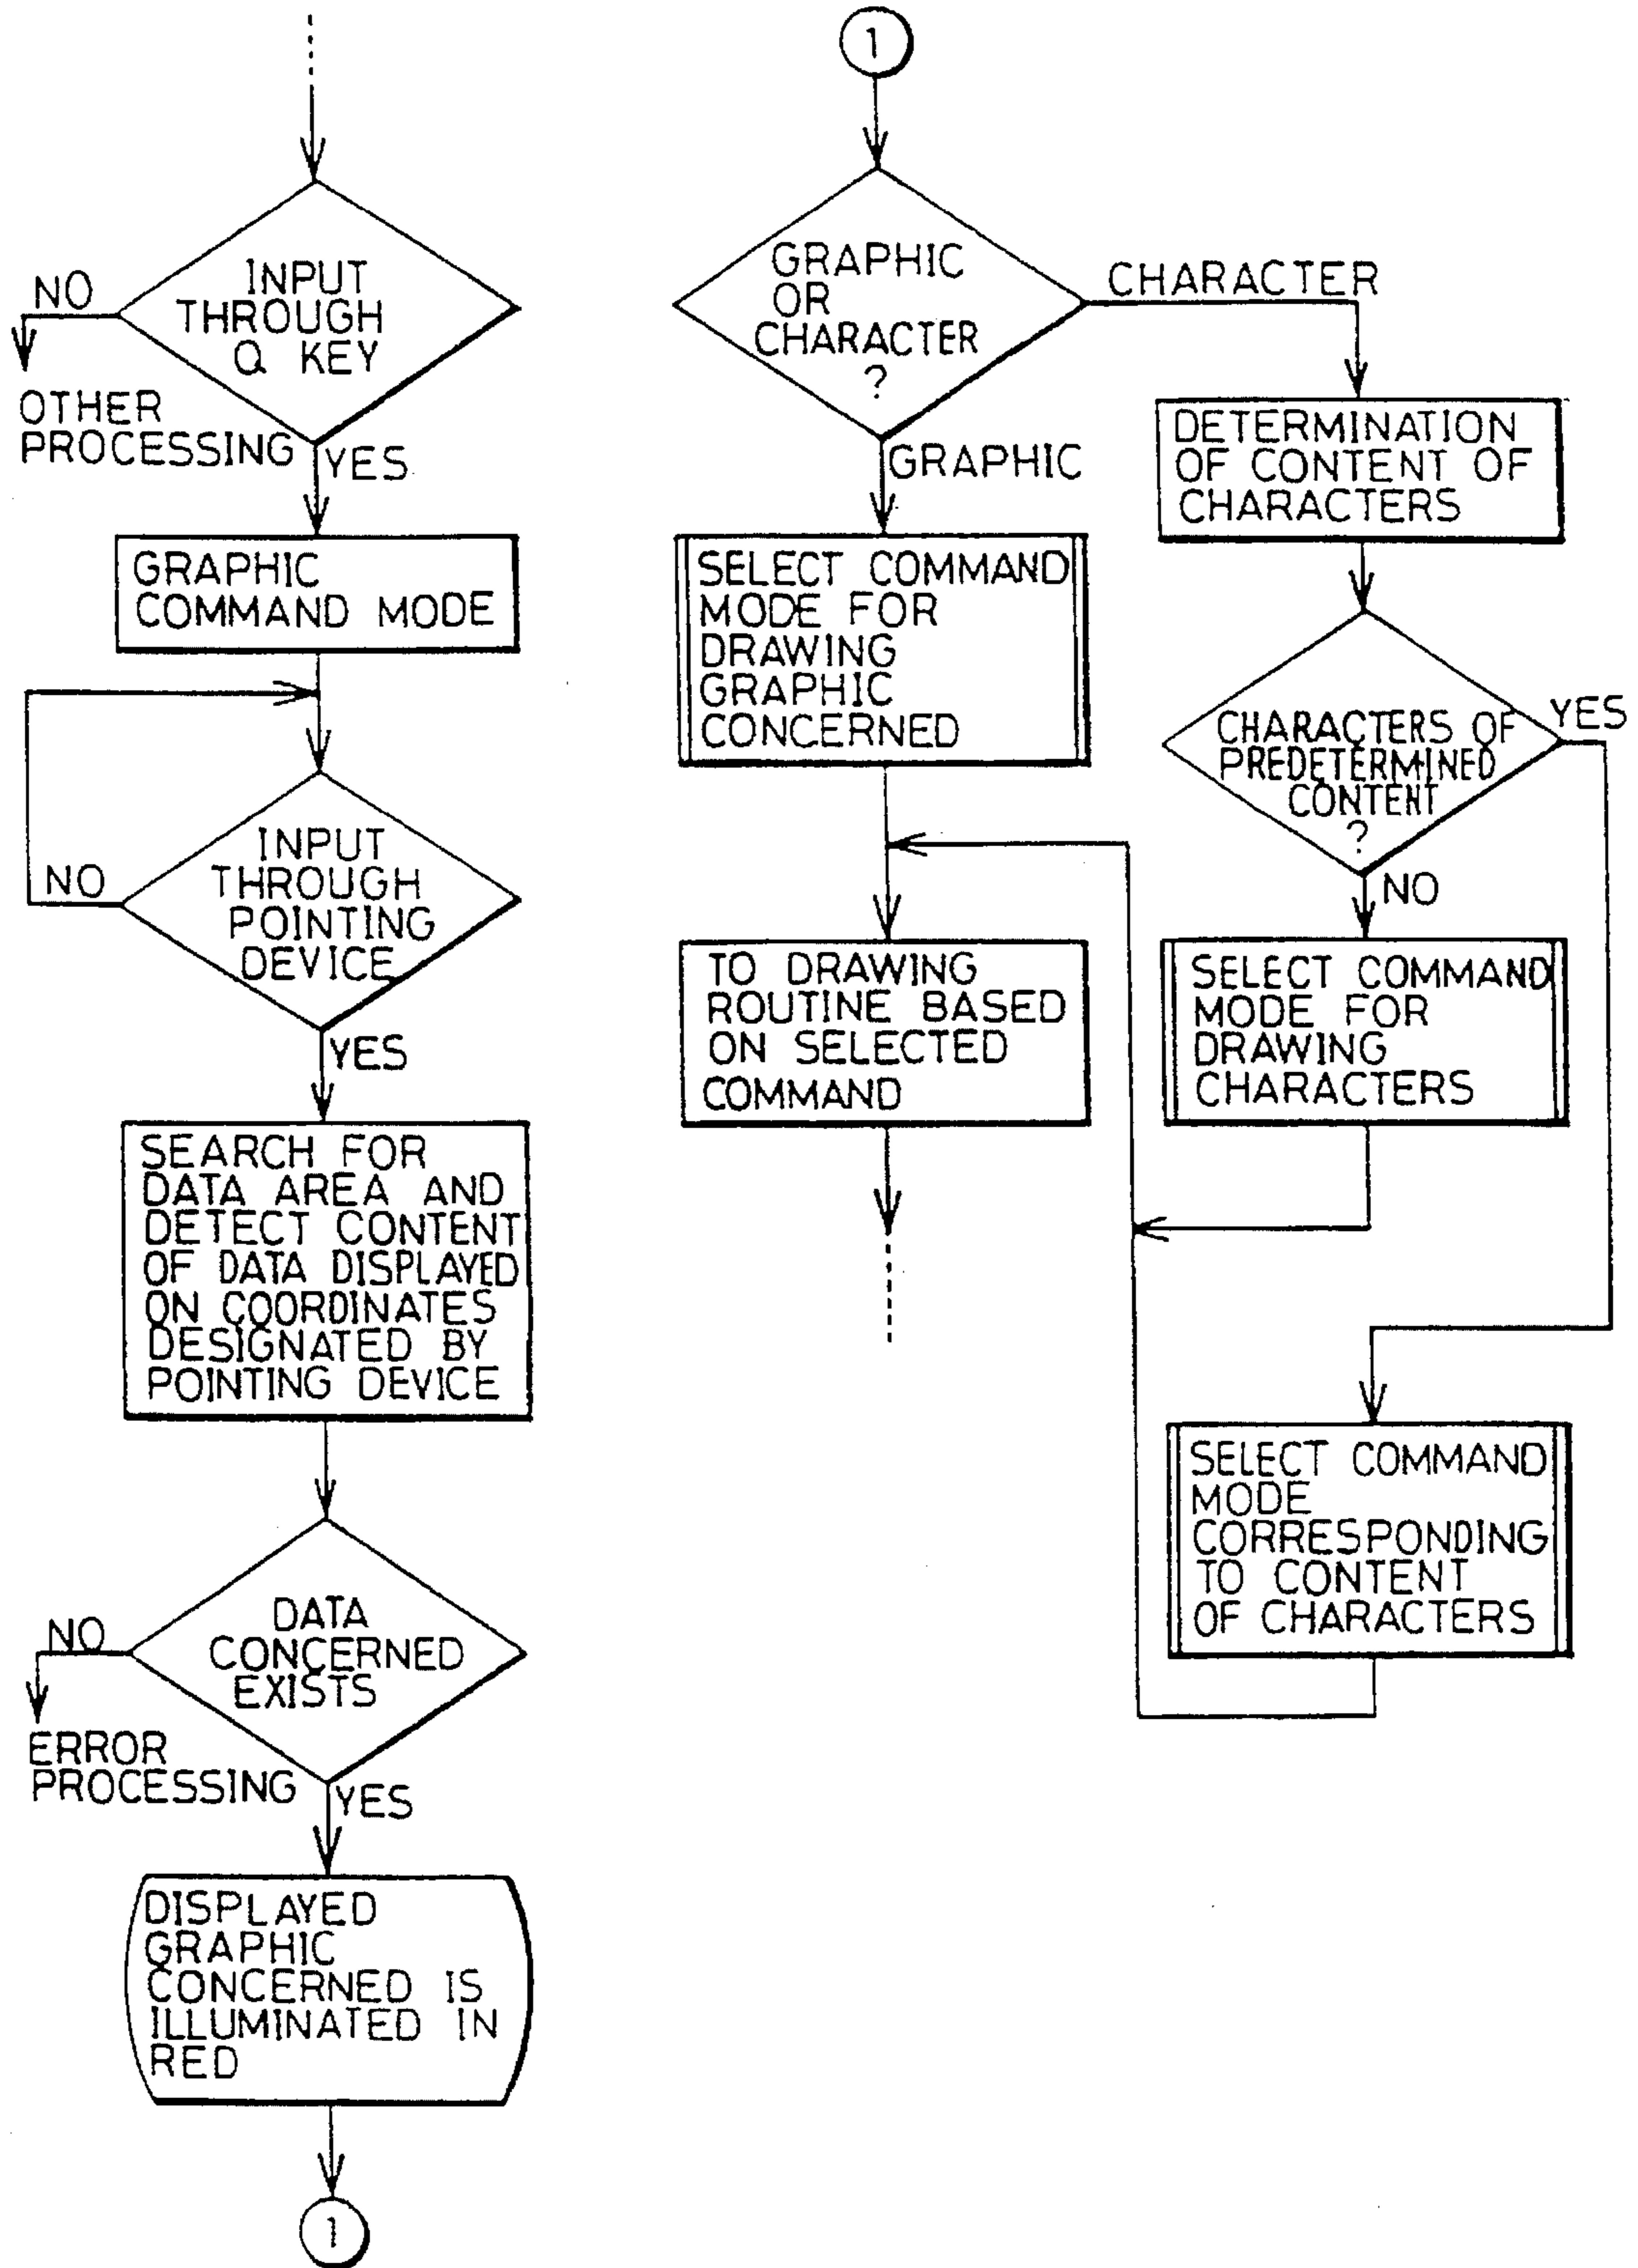 INPUT
THROUGH
Q KEY
NO
OTHER
PROCESSING
YES
GRAPHIC
COMMAND MODE
INPUT
THROUGH
POINTING
DEVICE
NO
YES
SEARCH FOR
DATA AREA AND
DETECT CONTENT
OF DATA DISPLAYED
ON COORDINATES
DESIGNATED BY
POINTING DEVICE
DATA
CONCERNED
EXISTS
NO
ERROR
PROCESSING
YES
DISPLAYED
GRAPHIC
CONCERNED IS
ILLUMINATED IN
RED
1
1
GRAPHIC
OR
CHARACTER
?
CHARACTER
GRAPHIC
SELECT COMMAND
MODE FOR
DRAWING
GRAPHIC
CONCERNED
TO DRAWING
ROUTINE BASED
ON SELECTED
COMMAND
DETERMINATION
OF CONTENT OF
CHARACTERS
CHARACTERS OF
PREDETERMINED
CONTENT
?
YES
NO
SELECT COMMAND
MODE FOR
DRAWING
CHARACTERS
SELECT COMMAND
MODE
CORRESPONDING
TO CONTENT
OF CHARACTERS